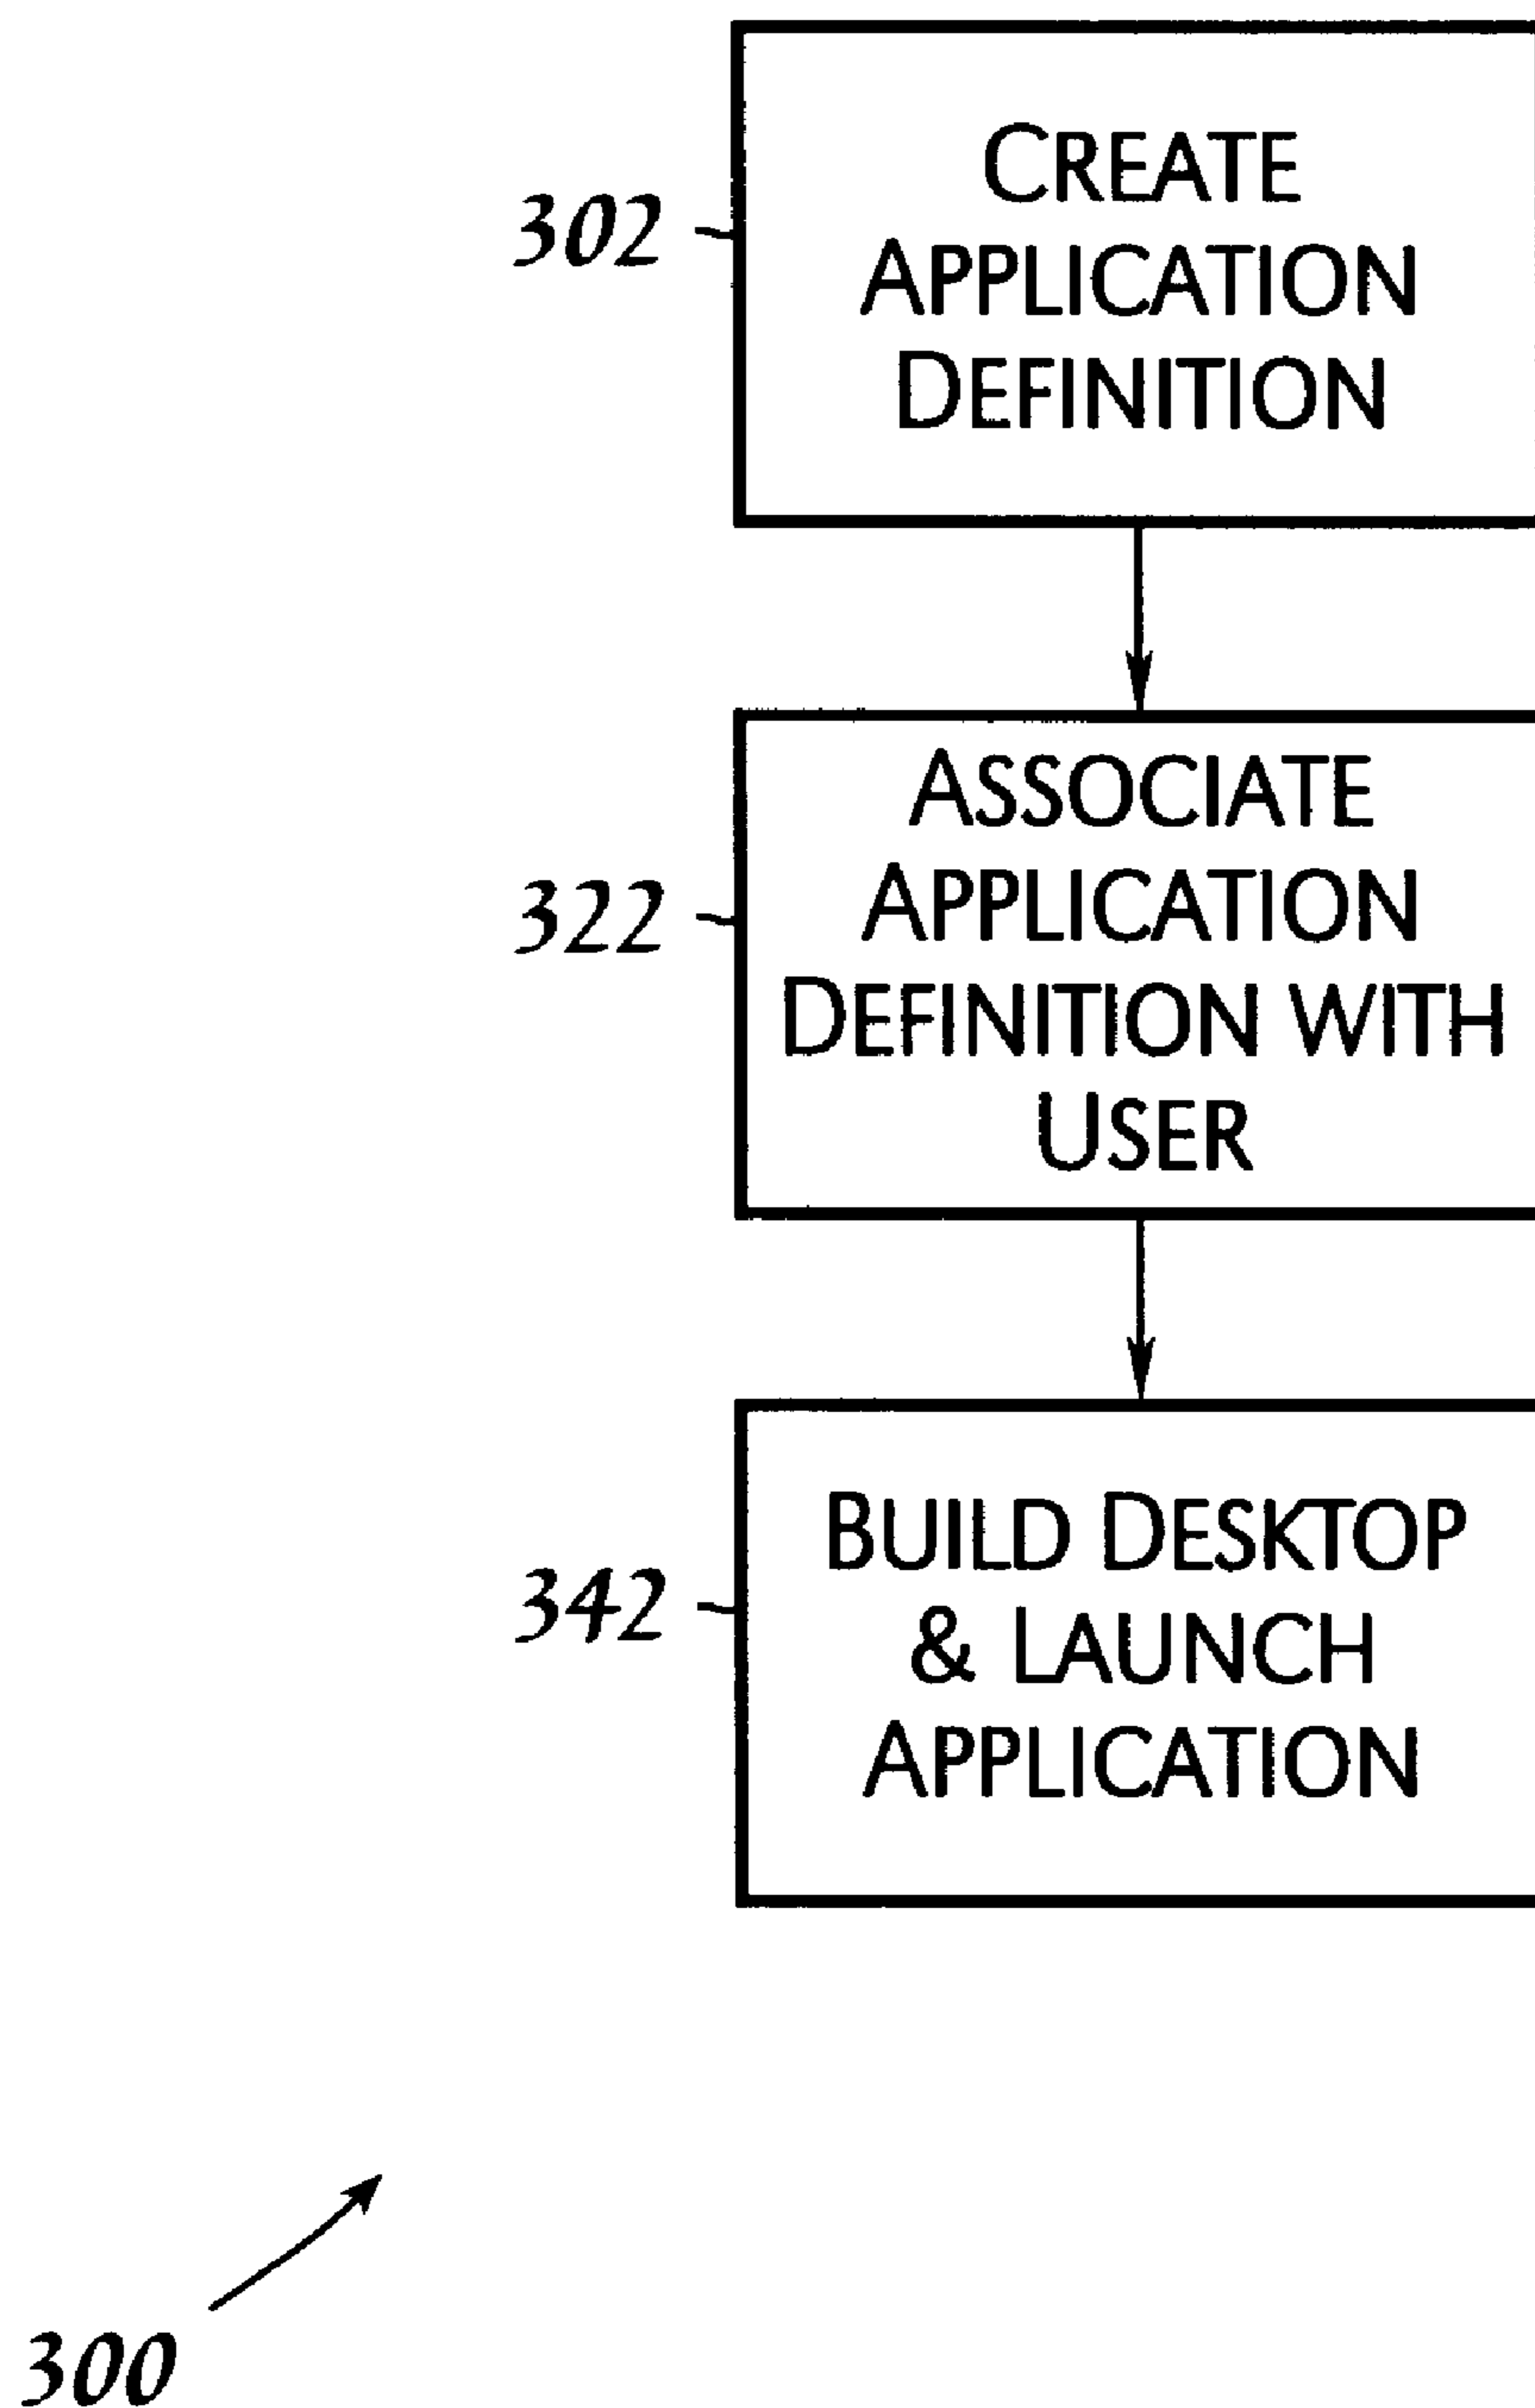 302
CREATE
APPLICATION
DEFINITION
322
ASSOCIATE
APPLICATION
DEFINITION WITH
USER
342
BUILD DESKTOP
& LAUNCH
APPLICATION
300